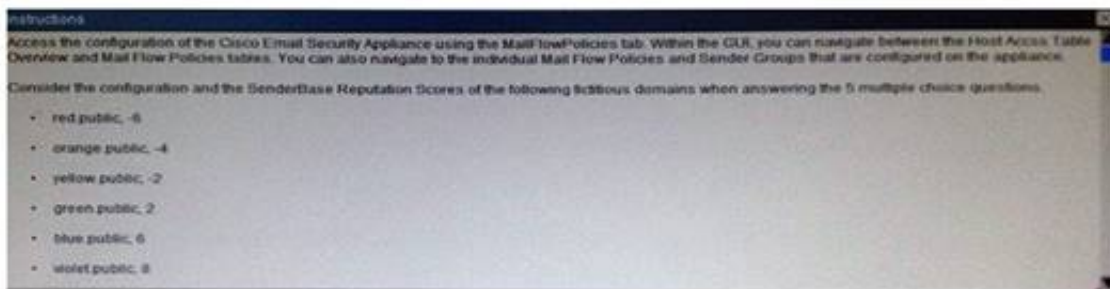 Instructions
Access the configuration of the Cisco Email Security Appliance using the MailFlowPolicies tab. Within the GUI, you can navigate between the Host Access Table
Overview and Mail Flow Policies tables. You can also navigate to the individual Mail Flow Policies and Sender Groups that are configured on the appliance.
Consider the configuration and the SenderBase Reputation Scores of the following fictitious domains when answering the 5 multiple choice questions.
• red.public, -6
• orange.public, -4
• yellow.public, -2
• green.public, 2
• blue.public, 6
• violet.public, 8